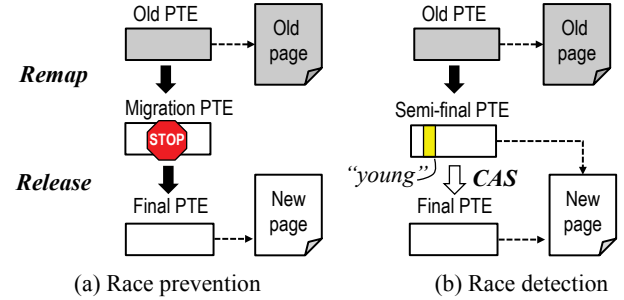 Old PTE
Old page
Remap
Migration PTE
STOP
Release
Final PTE
New page
(a) Race prevention
Old PTE
Old page
Semi-final PTE
“young”
CAS
Final PTE
New page
(b) Race detection